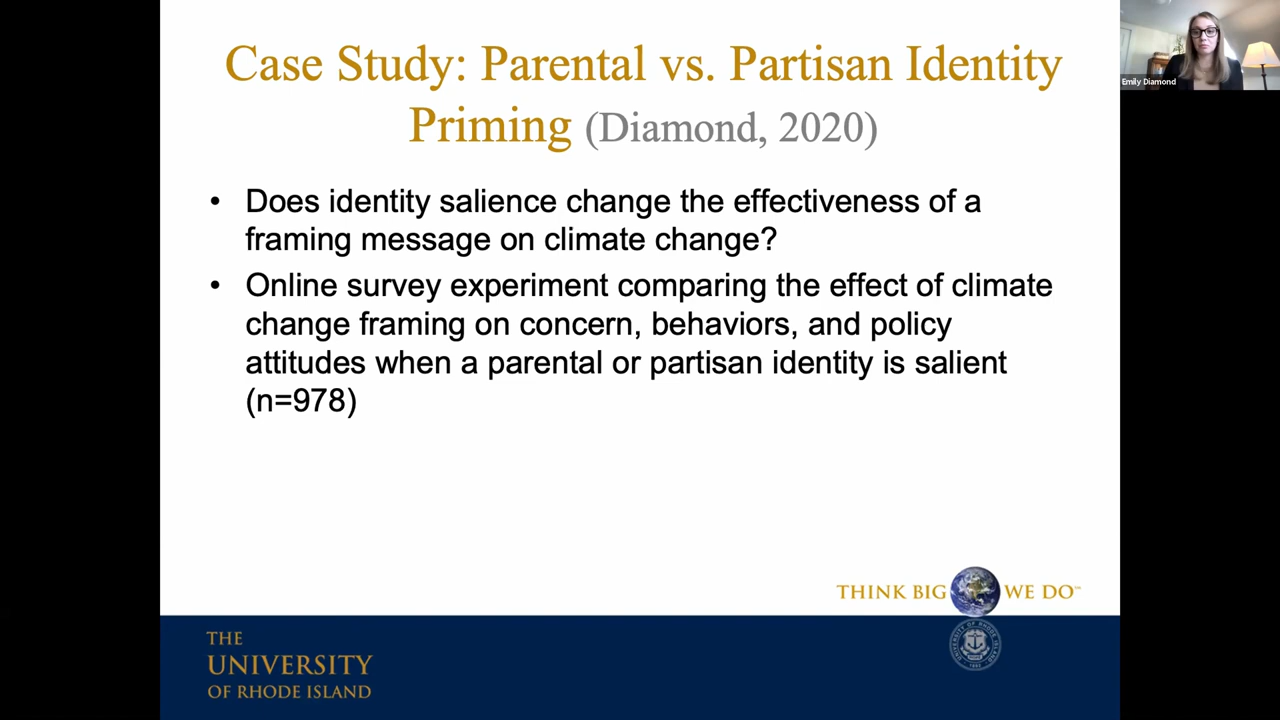 Case Study: Parental vs. Partisan Identity
Priming (Diamond, 2020)
• Does identity salience change the effectiveness of a
framing message on climate change?
• Online survey experiment comparing the effect of climate
change framing on concern, behaviors, and policy
attitudes when a parental or partisan identity is salient
(n=978)
Emily Diamond
THINK BIG WE DO™
THE
UNIVERSITY
OF RHODE ISLAND